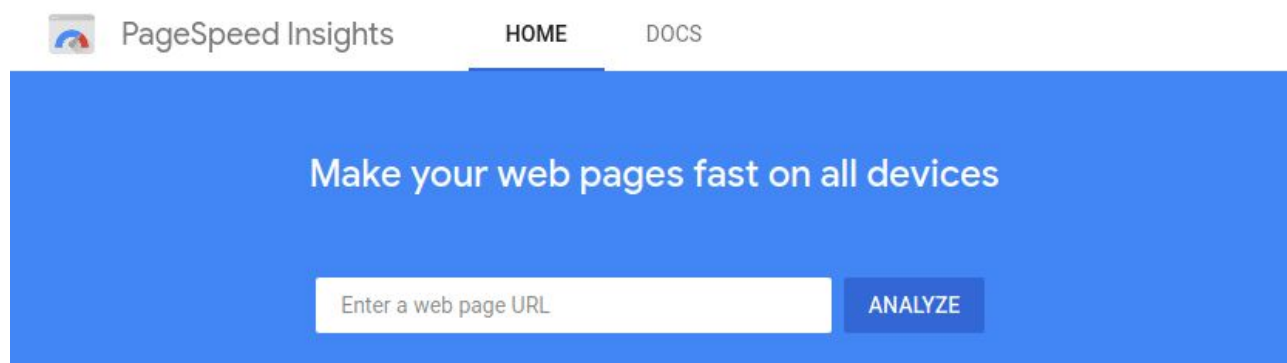 PageSpeed Insights HOME DOCS
Make your web pages fast on all devices
Enter a web page URL ANALYZE